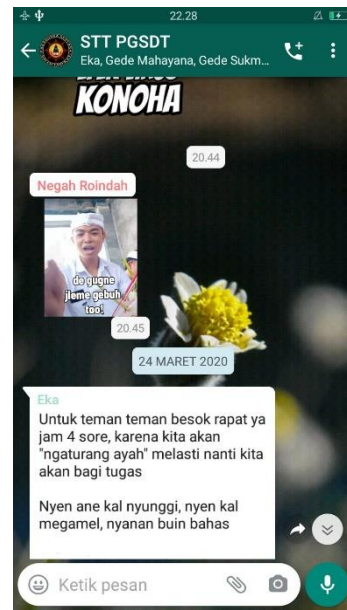 22.28
STT PGSDT
Eka, Gede Mahayana, Gede Sukm...
KONOHA
20.44
Negah Roindah
de gugne
jleme gebuh
too!
20.45
24 MARET 2020
Eka
Untuk teman teman besok rapat ya
jam 4 sore, karena kita akan
"ngaturang ayah" melasti nanti kita
akan bagi tugas
Nyen ane kal nyunggi, nyen kal
megamel, nyanan buin bahas
Ketik pesan